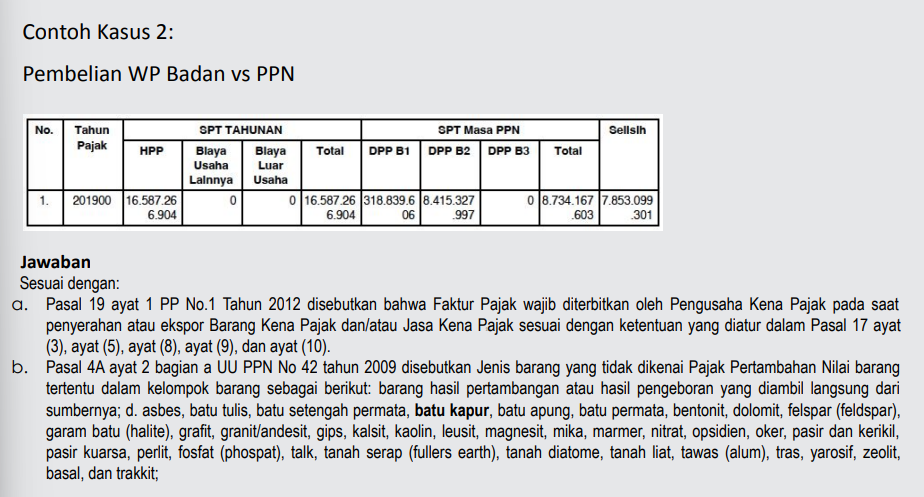 Contoh Kasus 2:
Pembelian WP Badan vs PPN
No. Tahun Pajak SPT TAHUNAN SPT Masa PPN Selisih
HPP Biaya Usaha Lainnya Biaya Luar Usaha Total DPP B1 DPP B2 DPP B3 Total
1. 201900 16.587.26 0 0 16.587.26 318.839.6 8.415.327 0 8.734.167 7.853.099
6.904 6.904 06 .997 .603 .301
Jawaban
Sesuai dengan:
a. Pasal 19 ayat 1 PP No.1 Tahun 2012 disebutkan bahwa Faktur Pajak wajib diterbitkan oleh Pengusaha Kena Pajak pada saat
penyerahan atau ekspor Barang Kena Pajak dan/atau Jasa Kena Pajak sesuai dengan ketentuan yang diatur dalam Pasal 17 ayat
(3), ayat (5), ayat (8), ayat (9), dan ayat (10).
b. Pasal 4A ayat 2 bagian a UU PPN No 42 tahun 2009 disebutkan Jenis barang yang tidak dikenai Pajak Pertambahan Nilai barang
tertentu dalam kelompok barang sebagai berikut: barang hasil pertambangan atau hasil pengeboran yang diambil langsung dari
sumbernya; d. asbes, batu tulis, batu setengah permata, batu kapur, batu apung, batu permata, bentonit, dolomit, felspar (feldspar),
garam batu (halite), grafit, granit/andesit, gips, kalsit, kaolin, leusit, magnesit, mika, marmer, nitrat, opsidien, oker, pasir dan kerikil,
pasir kuarsa, perlit, fosfat (phospat), talk, tanah serap (fullers earth), tanah diatome, tanah liat, tawas (alum), tras, yarosif, zeolit,
basal, dan trakkit;